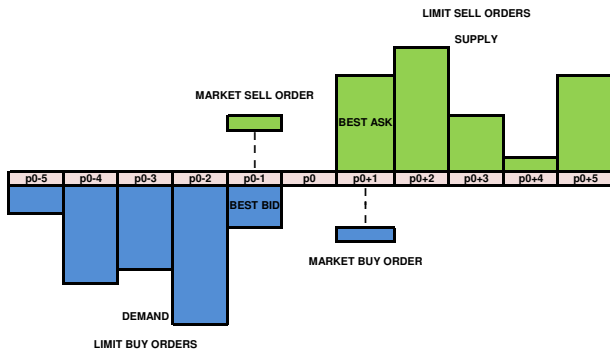 LIMIT SELL ORDERS
SUPPLY
MARKET SELL ORDER
BEST ASK
p0-5 p0-4 p0-3 p0-2 p0-1 p0 p0+1 p0+2 p0+3 p0+4 p0+5
BEST BID
MARKET BUY ORDER
DEMAND
LIMIT BUY ORDERS